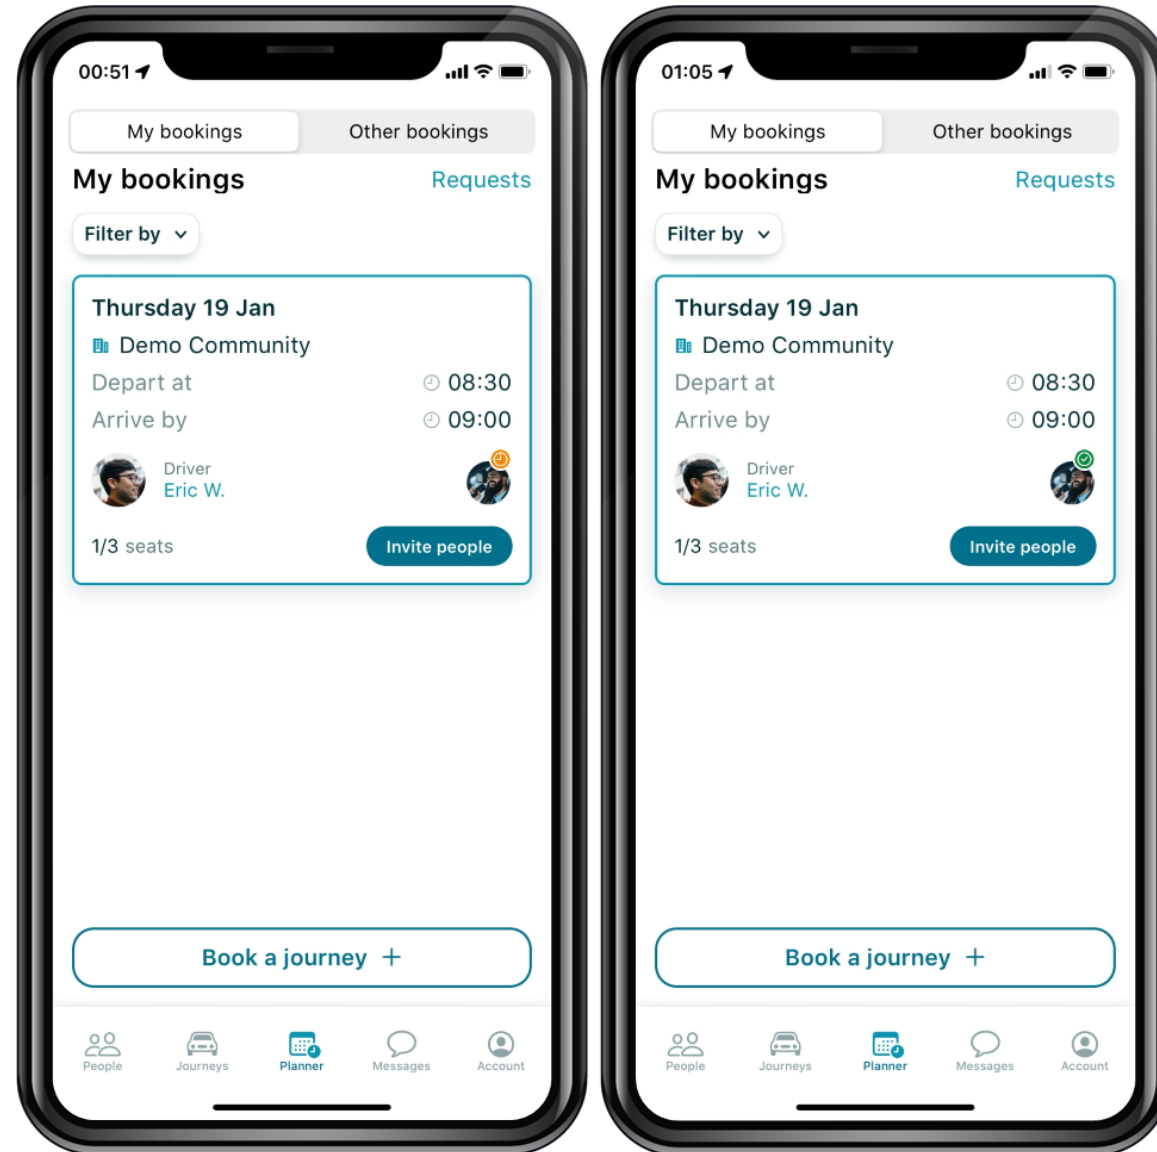 00:51
My bookings
Other bookings
My bookings
Requests
Filter by
Thursday 19 Jan
Demo Community
Depart at
08:30
Arrive by
09:00
Driver
Eric W.
1/3 seats
Invite people
Book a journey +
People
Journeys
Planner
Messages
Account
01:05
My bookings
Other bookings
My bookings
Requests
Filter by
Thursday 19 Jan
Demo Community
Depart at
08:30
Arrive by
09:00
Driver
Eric W.
1/3 seats
Invite people
Book a journey +
People
Journeys
Planner
Messages
Account